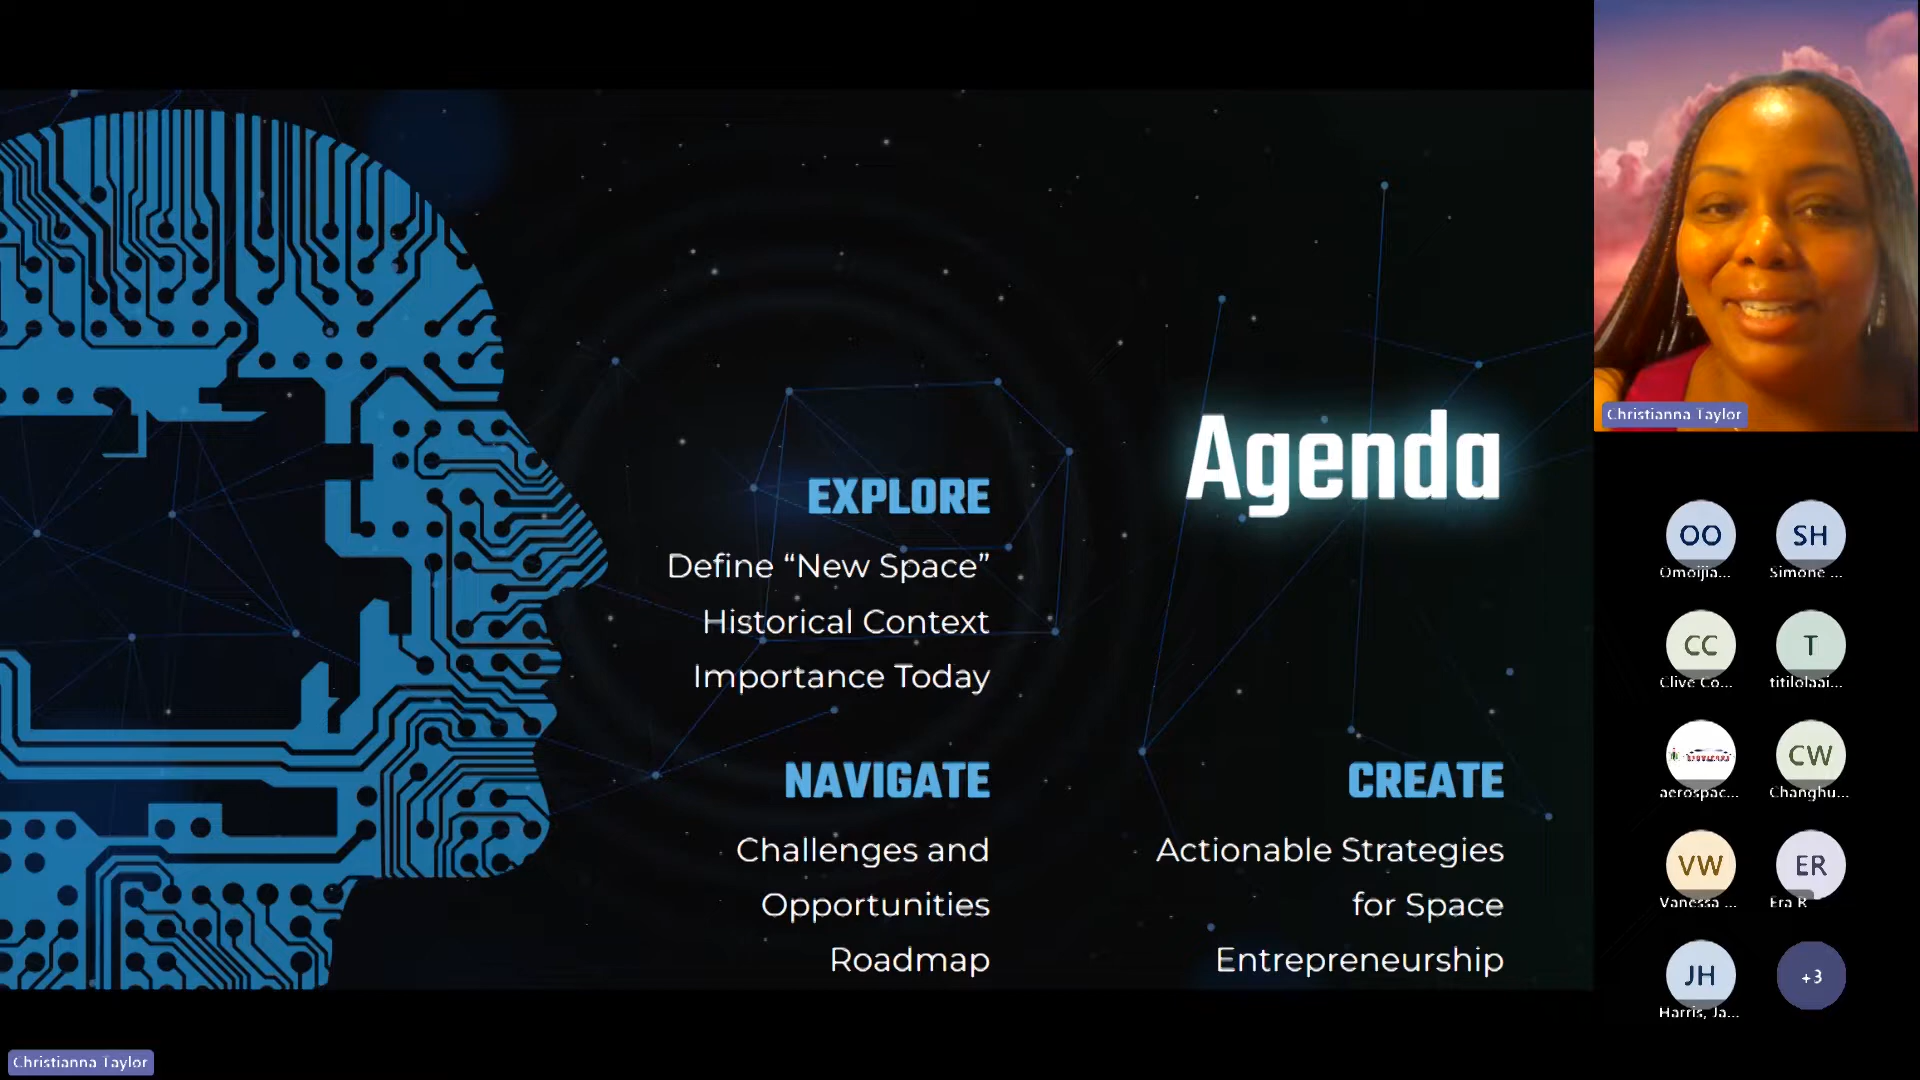 Agenda
EXPLORE
Define “New Space”
Historical Context
Importance Today
NAVIGATE
Challenges and
Opportunities
Roadmap
CREATE
Actionable Strategies
for Space
Entrepreneurship
Christianna Taylor
OO
Omoijia...
SH
Simone ...
CC
Clive Co...
T
titilolaai...
aerospac...
CW
Changhu...
VW
Vanessa ...
ER
Era R
JH
Harris, Ja...
+3
Christianna Taylor